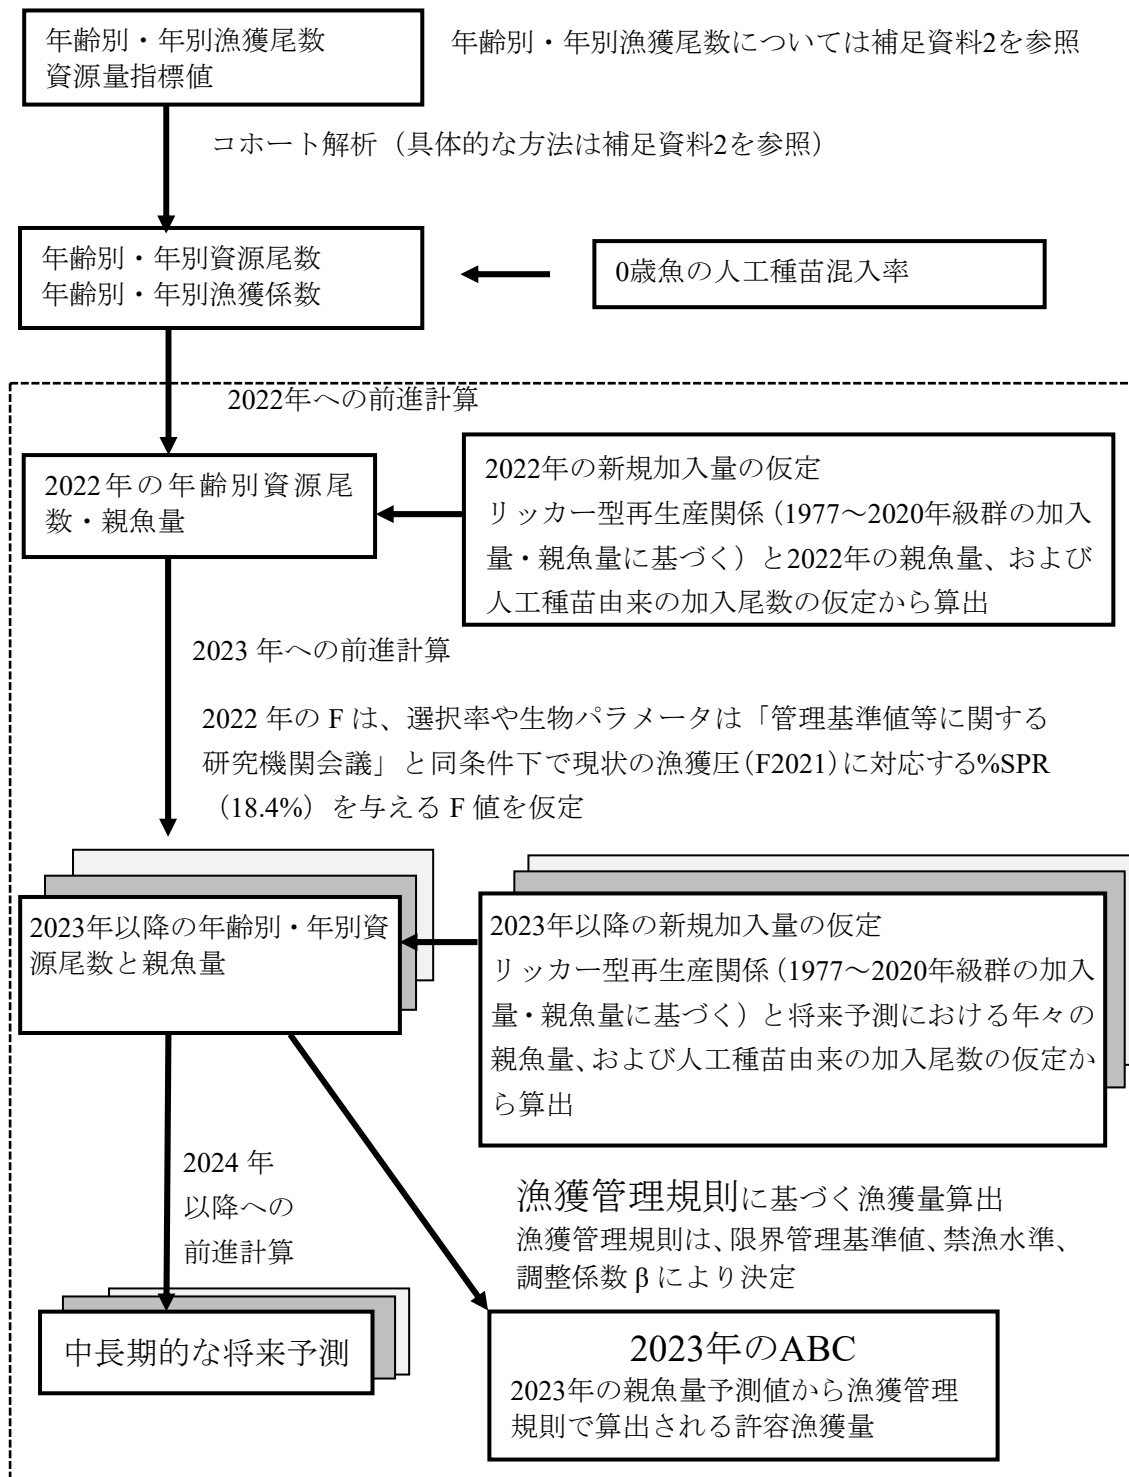 年齢別・年別漁獲尾数
資源量指標値
年齢別・年別漁獲尾数については補足資料2を参照
コホート解析（具体的な方法は補足資料2を参照）
年齢別・年別資源尾数
年齢別・年別漁獲係数
0歳魚の人工種苗混入率
2022年への前進計算
2022年の年齢別資源尾
数・親魚量
2022年の新規加入量の仮定
リッカー型再生産関係（1977～2020年級群の加入
量・親魚量に基づく）と2022年の親魚量、および
人工種苗由来の加入尾数の仮定から算出
2023 年への前進計算
2022 年の F は、選択率や生物パラメータは「管理基準値等に関する
研究機関会議」と同条件下で現状の漁獲圧（F2021）に対応する%SPR
（18.4%）を与える F 値を仮定
2023年以降の年齢別・年別資
源尾数と親魚量
2023年以降の新規加入量の仮定
リッカー型再生産関係（1977～2020年級群の加入
量・親魚量に基づく）と将来予測における年々の
親魚量、および人工種苗由来の加入尾数の仮定か
ら算出
2024 年
以降への
前進計算
漁獲管理規則に基づく漁獲量算出
漁獲管理規則は、限界管理基準値、禁漁水準、
調整係数 β により決定
中長期的な将来予測
2023年のABC
2023年の親魚量予測値から漁獲管理
規則で算出される許容漁獲量